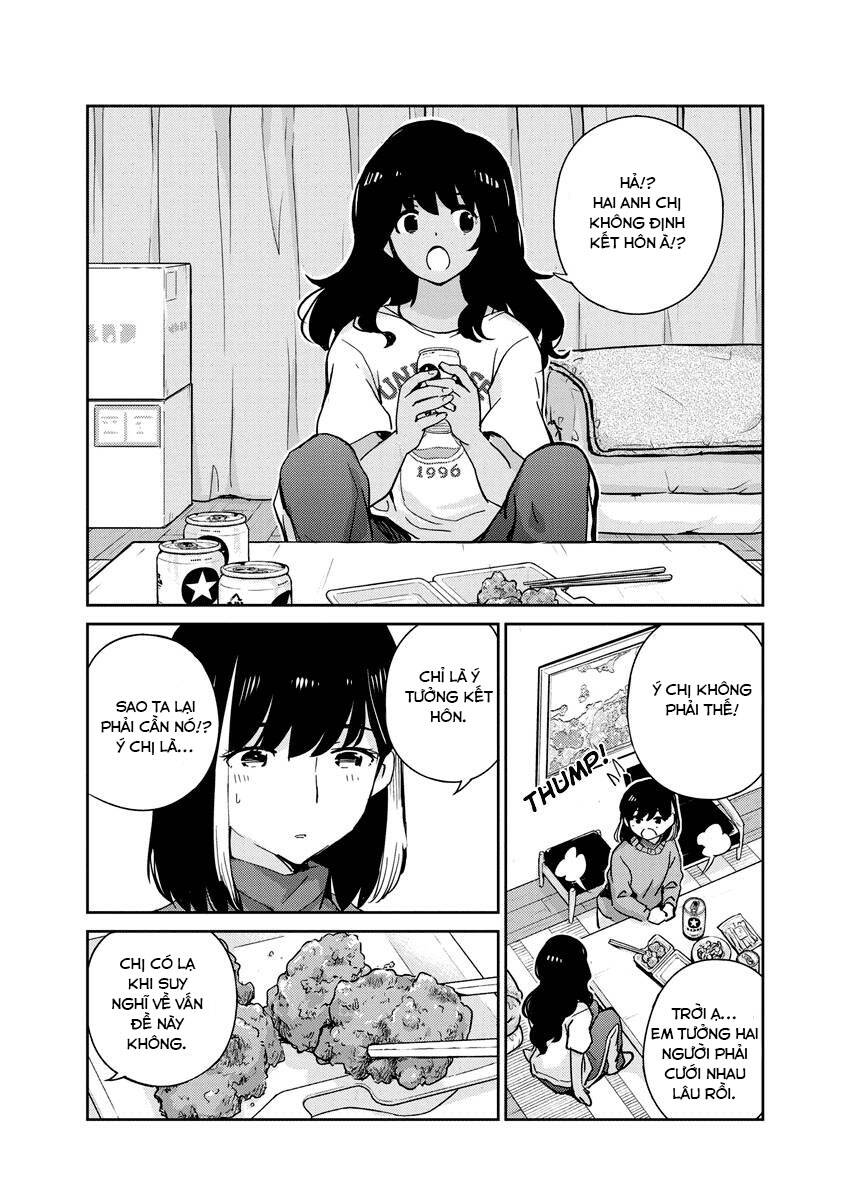 HẢ!?
HAI ANH CHỊ
KHÔNG ĐỊNH
KẾT HÔN À!?
1996
Ý CHỊ KHÔNG
PHẢI THẾ!
THUMP!
TRỜI Ạ...
EM TƯỞNG HAI
NGƯỜI PHẢI
CƯỚI NHAU
LÂU RỒI.
CHỈ LÀ Ý
TƯỞNG KẾT
HÔN.
SAO TA LẠI
PHẢI CẦN NÓ!?
Ý CHỊ LÀ...
CHỊ CÓ LẠ
KHI SUY
NGHĨ VỀ VẤN
ĐỀ NÀY
KHÔNG.